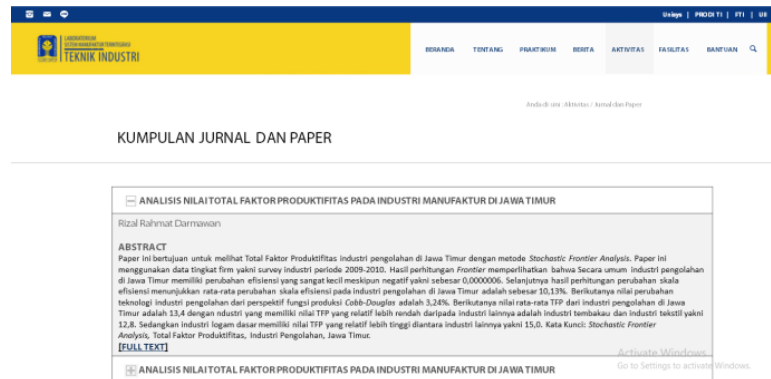 Unisys | PRODI TI | FTI | UII
LABORATORIUM
SISTEM MANUFAKTUR TERINTEGRASI
TEKNIK INDUSTRI
BERANDA TENTANG PRAKTIKUM BERITA AKTIVITAS FASILITAS BANTUAN
Anda di sini : Aktivitas / Jurnal dan Paper
KUMPULAN JURNAL DAN PAPER
ANALISIS NILAI TOTAL FAKTOR PRODUKTIFITAS PADA INDUSTRI MANUFAKTUR DI JAWA TIMUR
Rizal Rahmat Darmawan
ABSTRACT
Paper ini bertujuan untuk melihat Total Faktor Produktifitas industri pengolahan di Jawa Timur dengan metode Stochastic Frontier Analysis. Paper ini
menggunakan data tingkat firm yakni survey industri periode 2009-2010. Hasil perhitungan Frontier memperlihatkan bahwa Secara umum industri pengolahan
di Jawa Timur memiliki perubahan efisiensi yang sangat kecil meskipun negatif yakni sebesar 0,0000006. Selanjutnya hasil perhitungan perubahan skala
efisiensi menunjukkan rata-rata perubahan skala efisiensi pada industri pengolahan di Jawa Timur adalah sebesar 10,13%. Berikutanya nilai perubahan
teknologi industri pengolahan dari perspektif fungsi produksi Cobb-Douglas adalah 3,24%. Berikutanya nilai rata-rata TFP dari industri pengolahan di Jawa
Timur adalah 13,4 dengan ndustri yang memiliki nilai TFP yang relatif lebih rendah daripada industri lainnya adalah industri tembakau dan industri tekstil yakni
12,8. Sedangkan industri logam dasar memiliki nilai TFP yang relatif lebih tinggi diantara industri lainnya yakni 15,0. Kata Kunci: Stochastic Frontier
Analysis, Total Faktor Produktifitas, Industri Pengolahan, Jawa Timur.
[FULL TEXT]
Activate Windows
Go to Settings to activate Windows.
ANALISIS NILAI TOTAL FAKTOR PRODUKTIFITAS PADA INDUSTRI MANUFAKTUR DI JAWA TIMUR